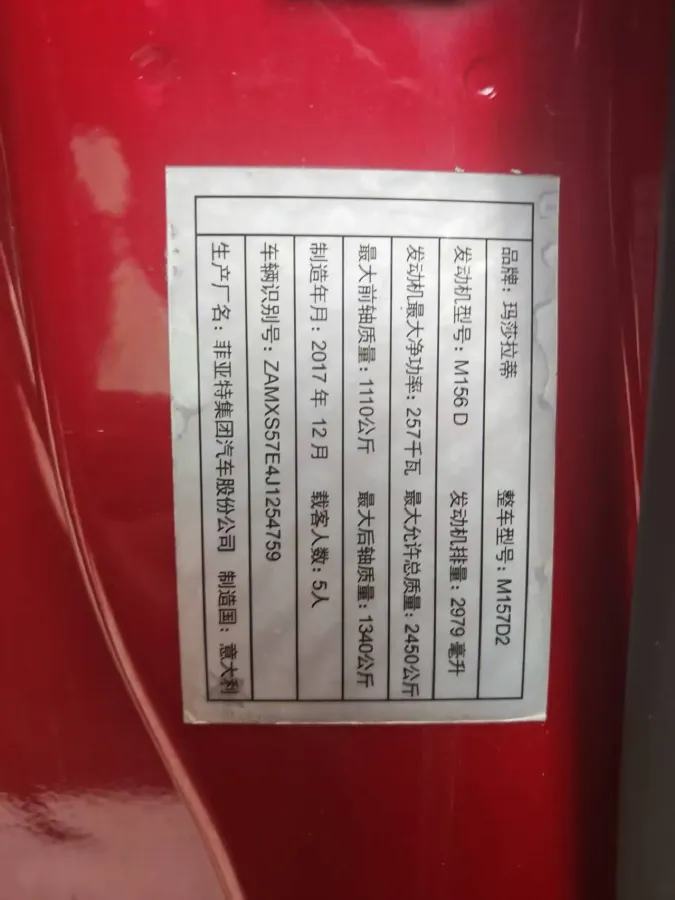 品牌：玛莎拉蒂 整车型号：M157D2
发动机型号：M156 D 发动机排量：2979 毫升
发动机最大净功率：257千瓦 最大允许总质量：2450公斤
最大前轴质量：1110公斤 最大后轴质量：1340公斤
制造年月：2017 年 12 月 载客人数：5人
车辆识别号：ZAMXS57E4J1254759
生产厂名：菲亚特集团汽车股份公司 制造国：意大利